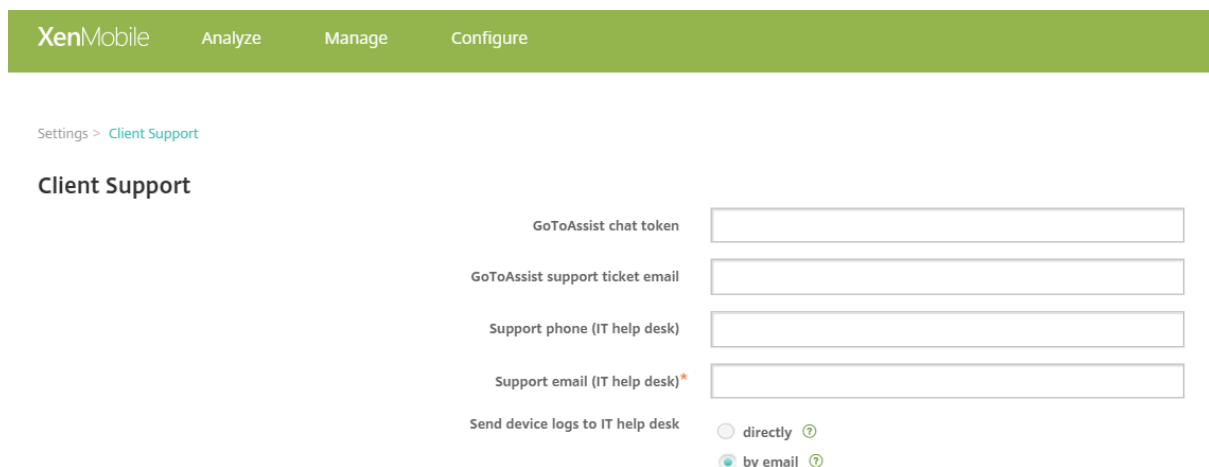 XenMobile Analyze Manage Configure
Settings > Client Support
Client Support
GoToAssist chat token
GoToAssist support ticket email
Support phone (IT help desk)
Support email (IT help desk)*
Send device logs to IT help desk directly ?
by email ?